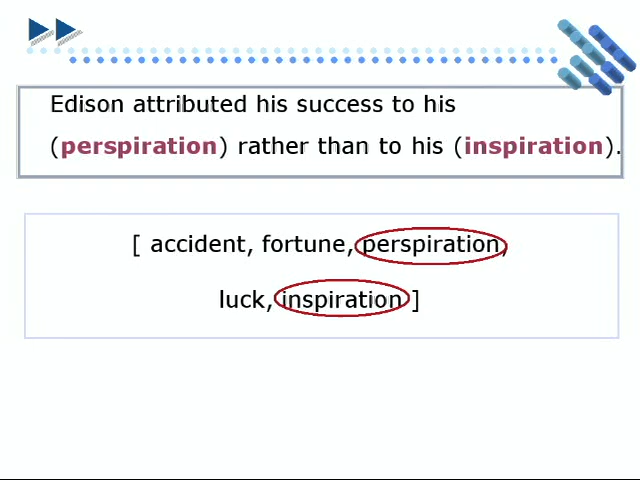 Edison attributed his success to his
(perspiration) rather than to his (inspiration).
[ accident, fortune, perspiration,
luck, inspiration ]